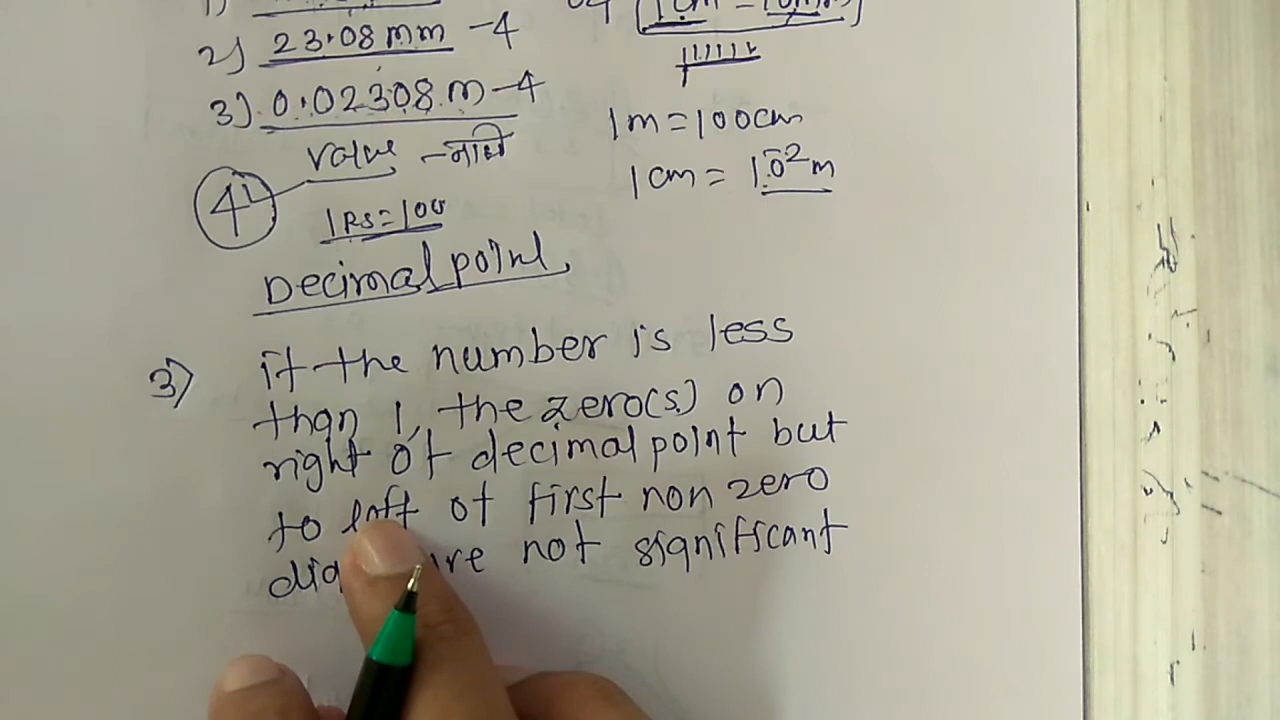 2) 23.08 mm - 4
3) 0.02308 m - 4
1m = 100cm
value - नाही
1cm = 10⁻²m
4
1RS = 100
Decimal point,
3) if the number is less
than 1, the zero(s) on
right of decimal point but
to left of first non zero
are not significant